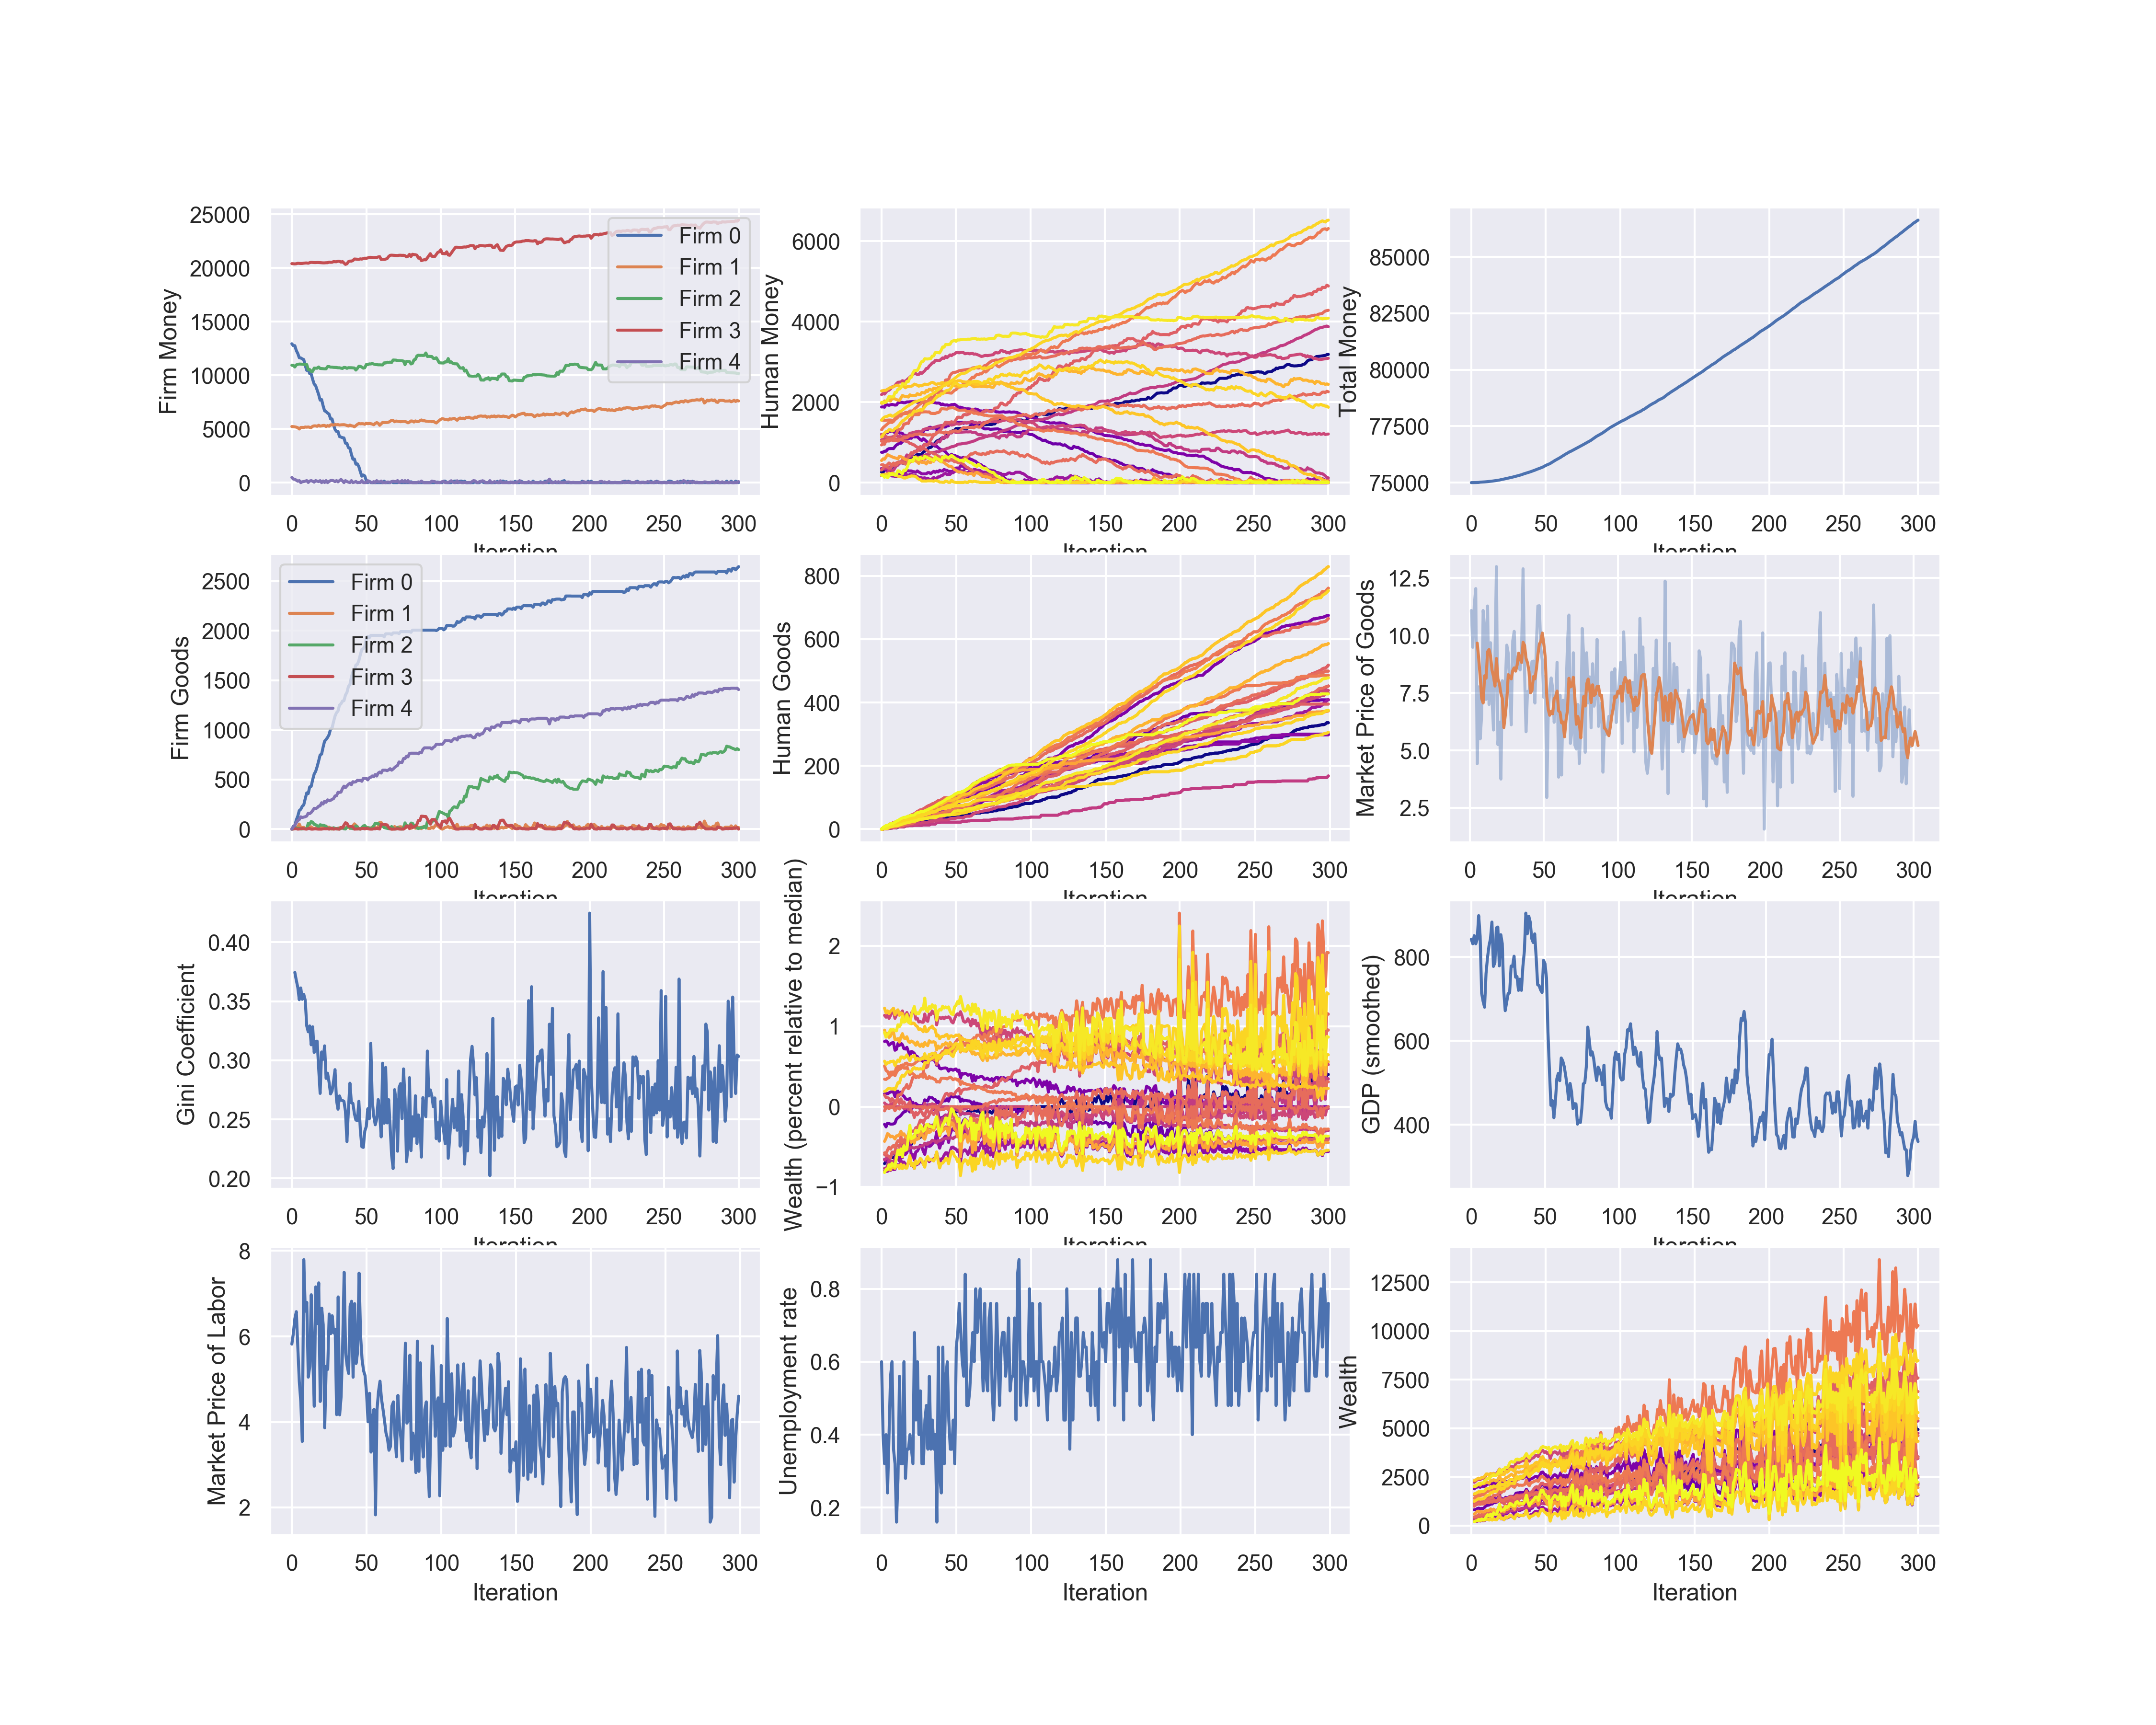 Firm Money
25000
20000
15000
10000
5000
0
0 50 100 150 200 250 300
Iteration
Firm 0
Firm 1
Firm 2
Firm 3
Firm 4
Human Money
6000
4000
2000
0
0 50 100 150 200 250 300
Iteration
Total Money
85000
82500
80000
77500
75000
0 50 100 150 200 250 300
Iteration
Firm Goods
2500
2000
1500
1000
500
0
0 50 100 150 200 250 300
Iteration
Firm 0
Firm 1
Firm 2
Firm 3
Firm 4
Human Goods
800
600
400
200
0
0 50 100 150 200 250 300
Iteration
Market Price of Goods
12.5
10.0
7.5
5.0
2.5
0 50 100 150 200 250 300
Iteration
Gini Coefficient
0.40
0.35
0.30
0.25
0.20
0 50 100 150 200 250 300
Iteration
Wealth (percent relative to median)
2
1
0
−1
0 50 100 150 200 250 300
Iteration
GDP (smoothed)
800
600
400
0 50 100 150 200 250 300
Iteration
Market Price of Labor
8
6
4
2
0 50 100 150 200 250 300
Iteration
Unemployment rate
0.8
0.6
0.4
0.2
0 50 100 150 200 250 300
Iteration
Wealth
12500
10000
7500
5000
2500
0
0 50 100 150 200 250 300
Iteration